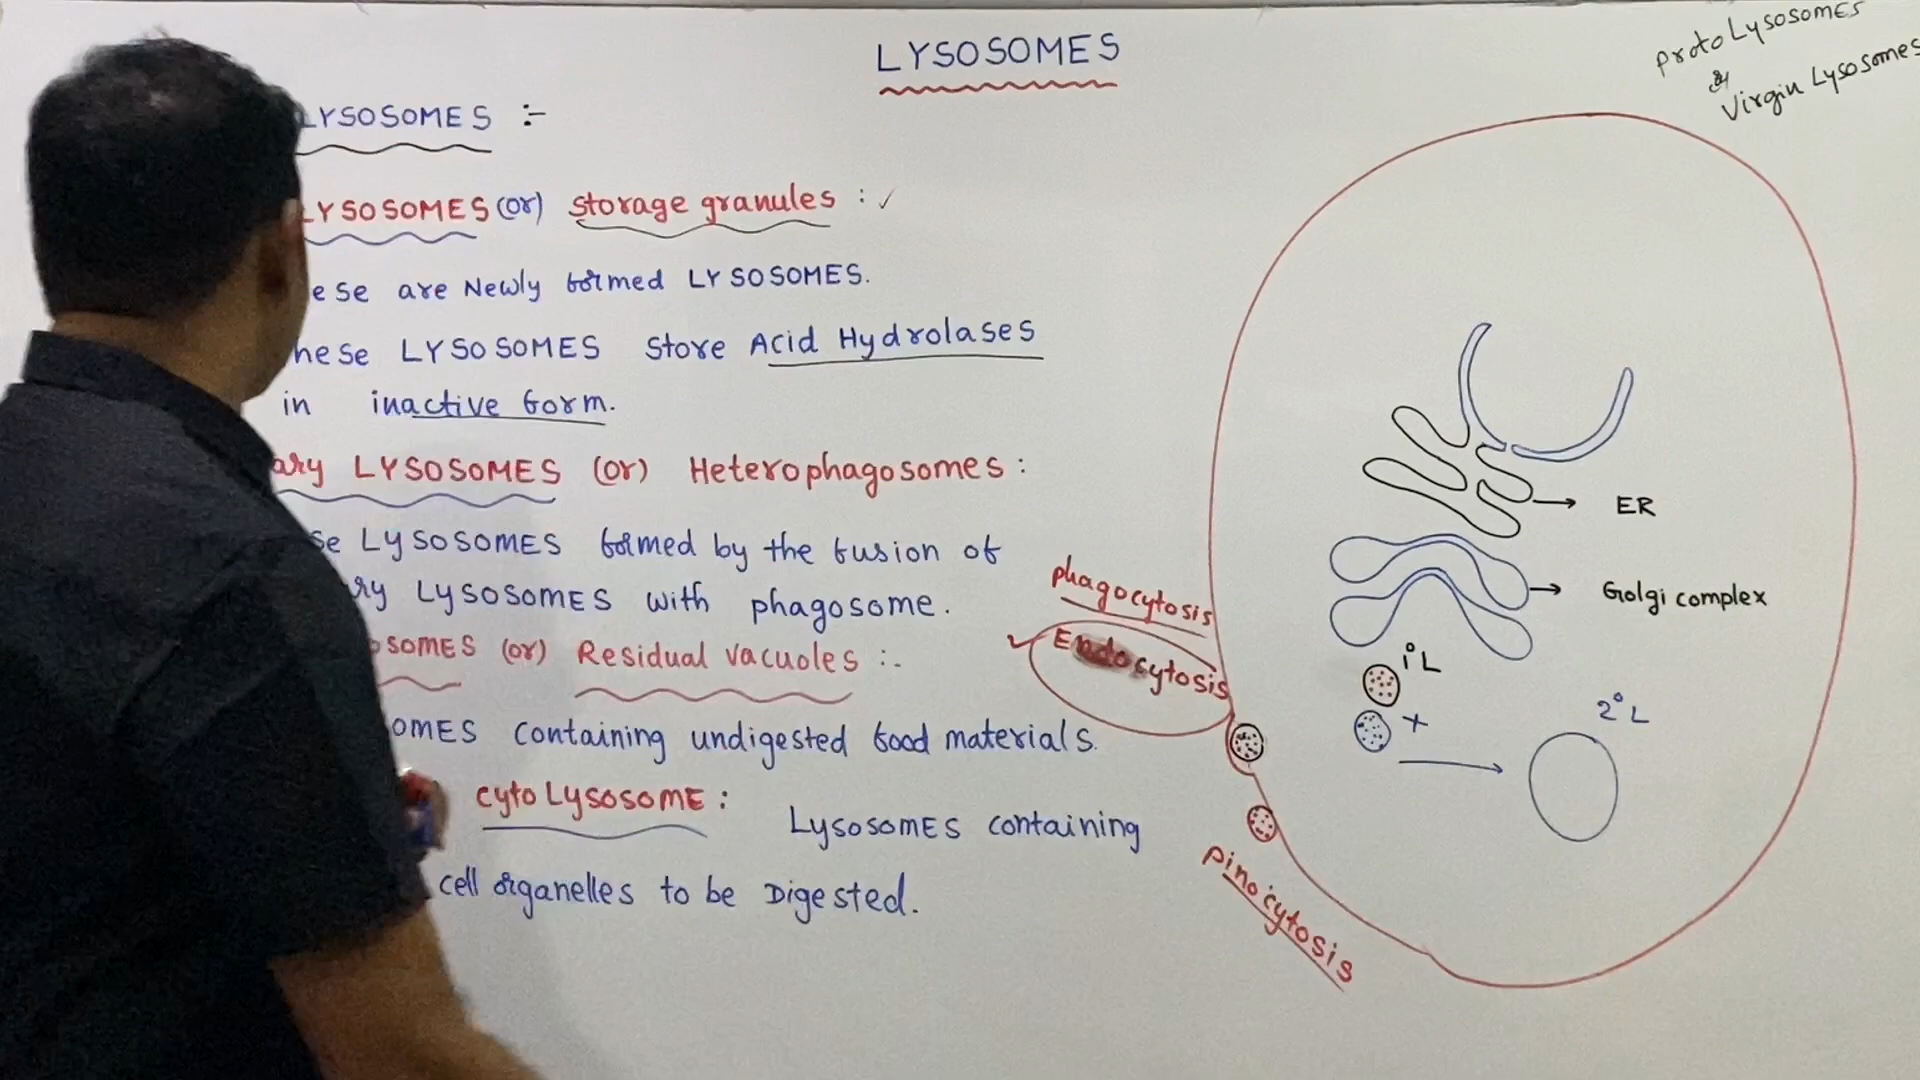 LYSOSOMES
Proto Lysosomes
&
Virgin Lysosomes
LYSOSOMES :-
LYSOSOMES (or) storage granules : ✓
ese are Newly formed LYSOSOMES.
hese LYSOSOMES store Acid Hydrolases
in inactive form.
ary LYSOSOMES (or) Heterophagosomes :
se LYSOSOMES formed by the fusion of
ry LYSOSOMES with phagosome.
OSOMES (or) Residual vacuoles :-
OMES containing undigested food materials.
cyto Lysosome : Lysosomes containing
cell organelles to be Digested.
phagocytosis
✓ Endocytosis
pinocytosis
ER
Golgi complex
1° L
+
2° L